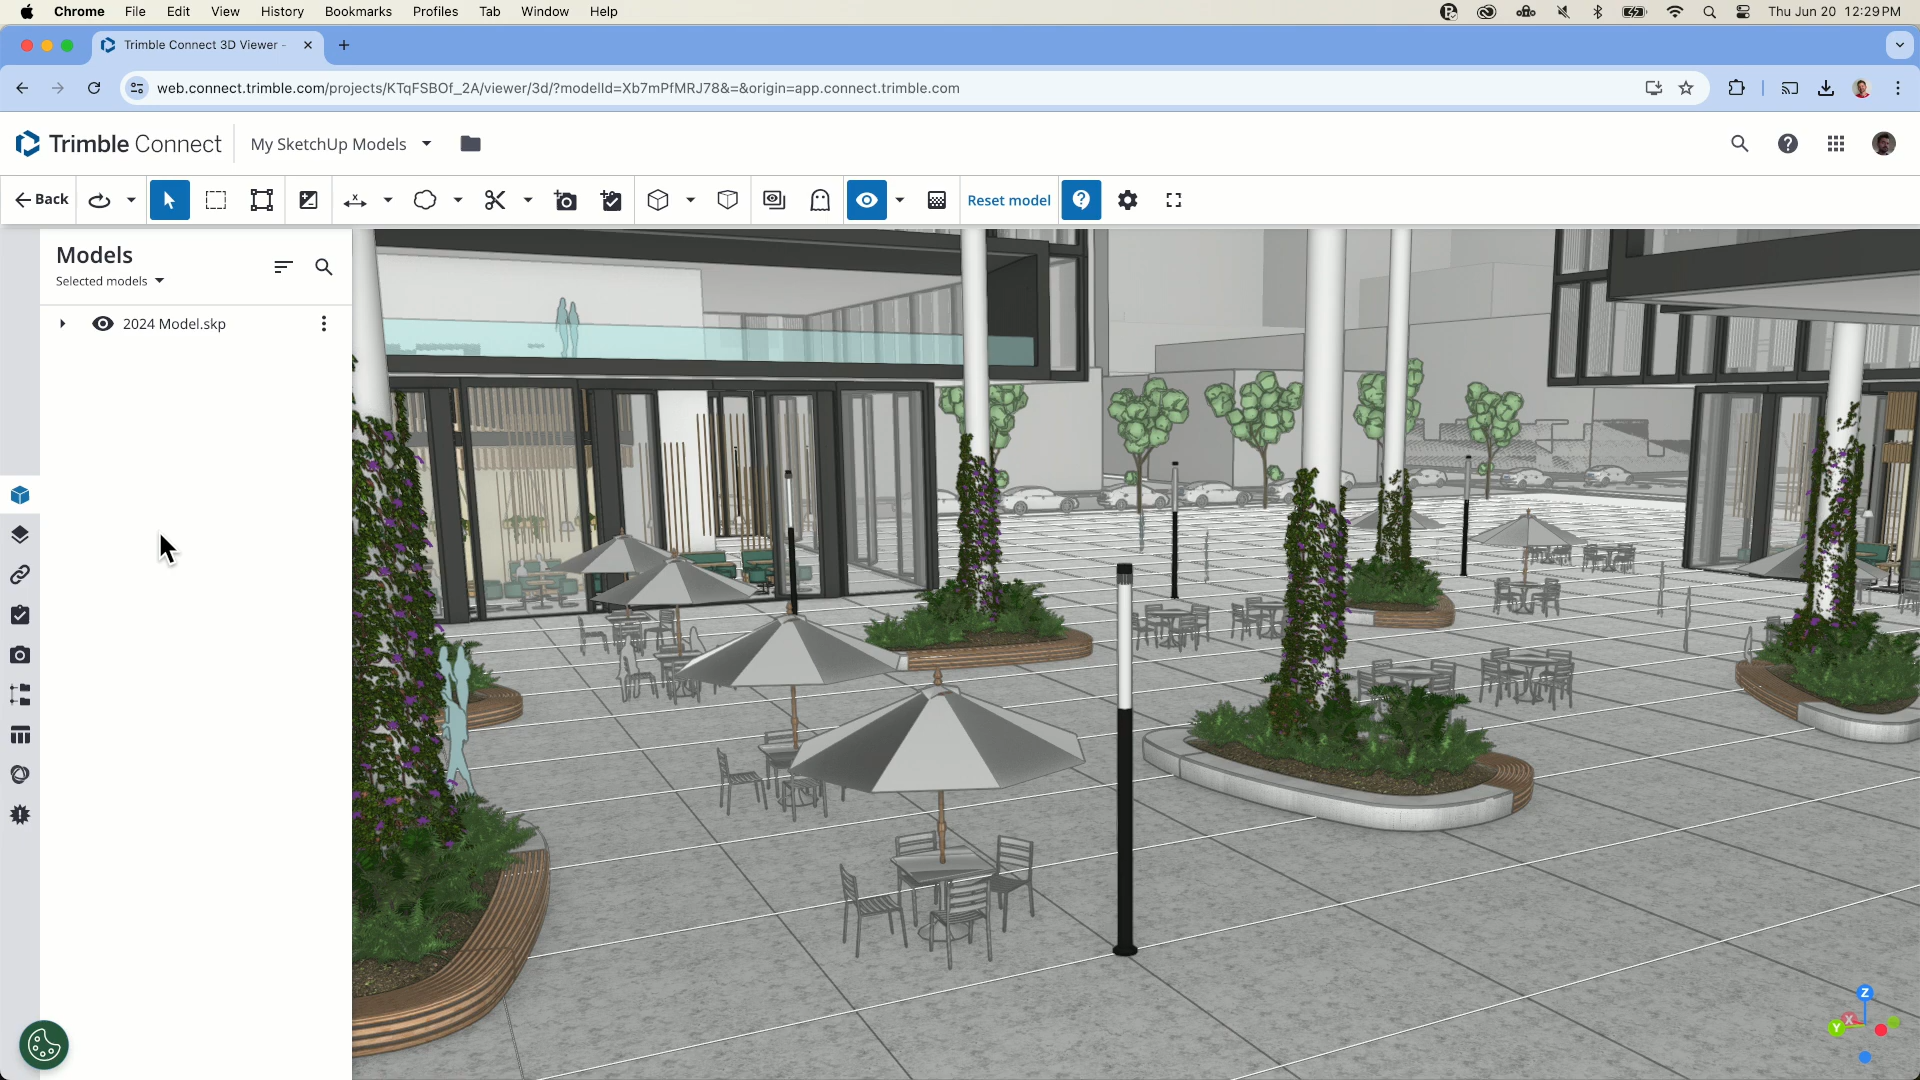 Chrome File Edit View History Bookmarks Profiles Tab Window Help Thu Jun 20 12:29 PM
Trimble Connect 3D Viewer -
web.connect.trimble.com/projects/KTqFSBOf_2A/viewer/3d/?modelId=Xb7mPfMRJ78&=&origin=app.connect.trimble.com
Trimble Connect My SketchUp Models
Back Reset model
Models
Selected models
2024 Model.skp
Z
X
Y